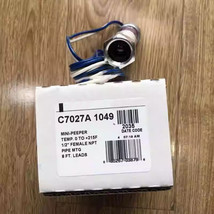 C7027A 1049
2035
DATE CODE
MINI-PEEPER
TEMP. 0 TO +215F
1/2" FEMALE NPT
PIPE MTG
8 FT. LEADS